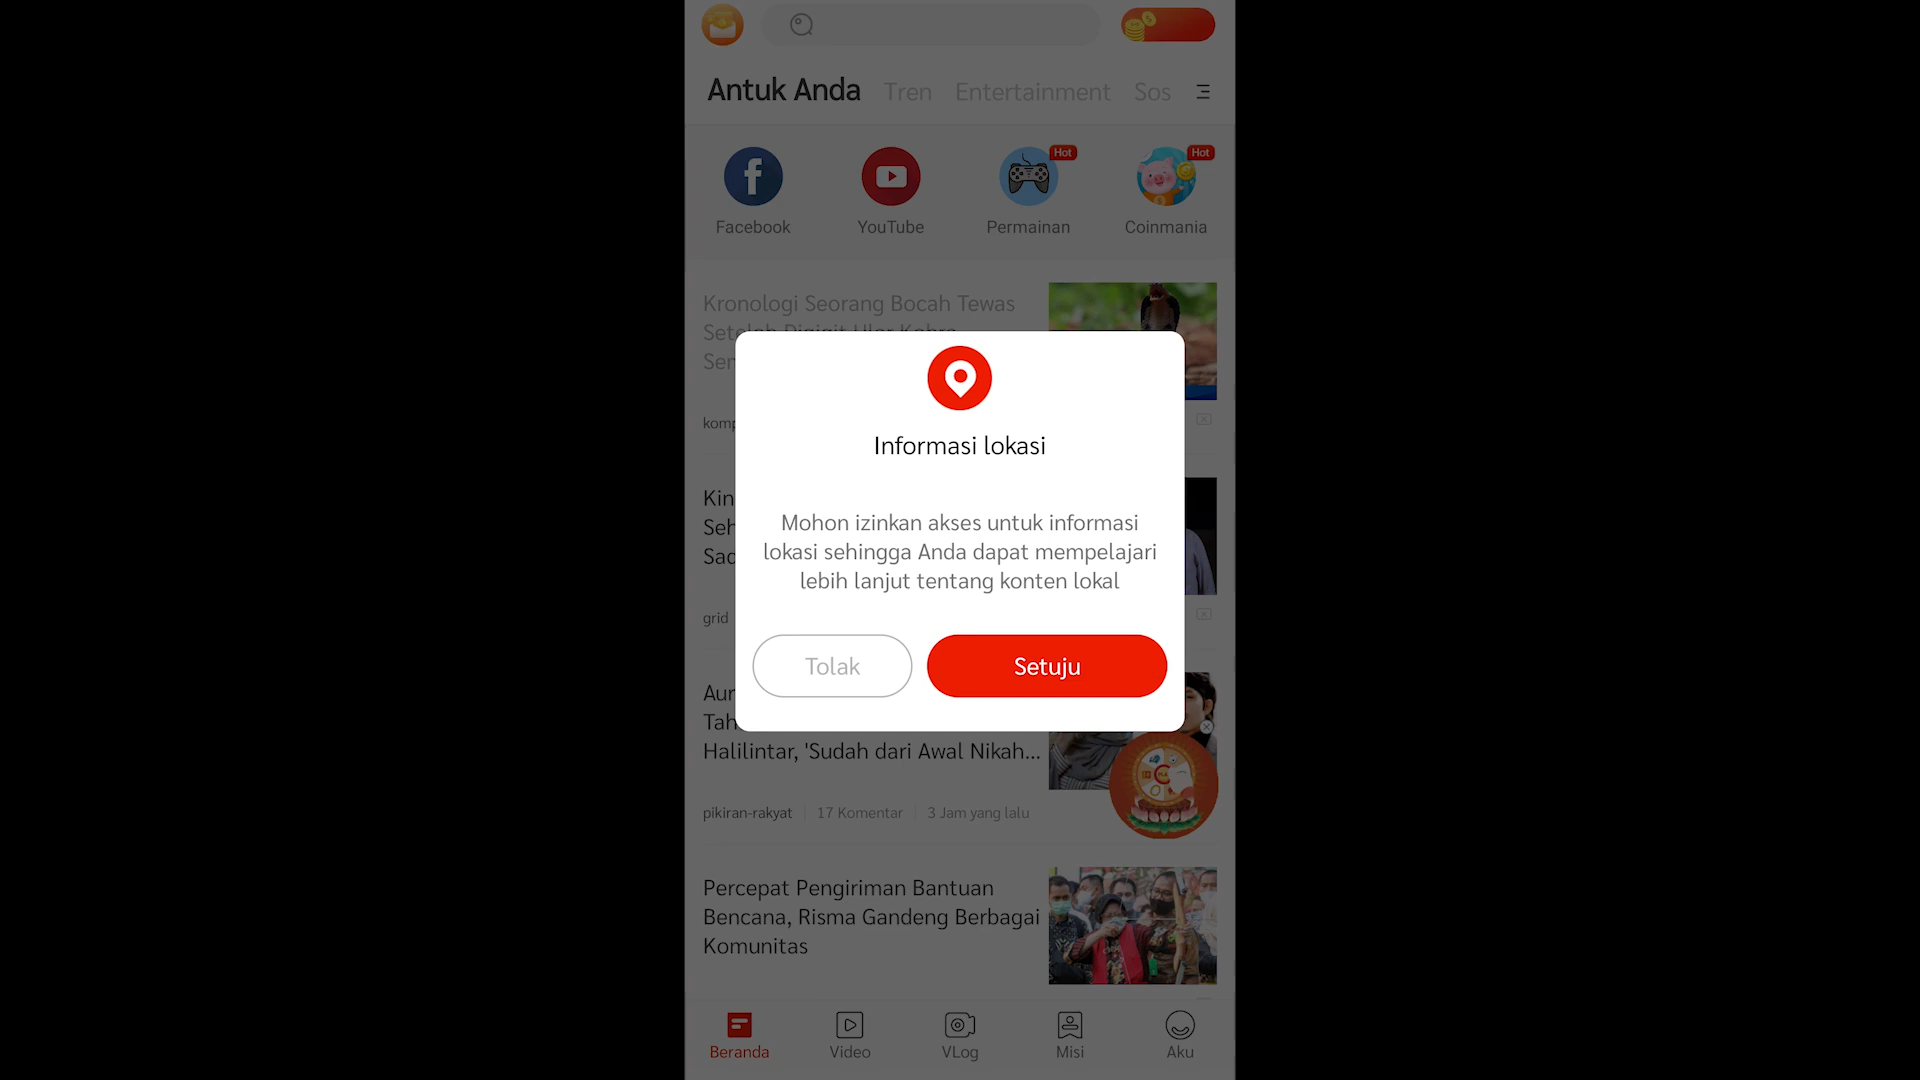 Antuk Anda Tren Entertainment Sos
Hot Hot
Facebook YouTube Permainan Coinmania
Kronologi Seorang Bocah Tewas
Informasi lokasi
Mohon izinkan akses untuk informasi
lokasi sehingga Anda dapat mempelajari
lebih lanjut tentang konten lokal
Tolak Setuju
grid
Halilintar, 'Sudah dari Awal Nikah...
pikiran-rakyat 17 Komentar 3 Jam yang lalu
Percepat Pengiriman Bantuan
Bencana, Risma Gandeng Berbagai
Komunitas
Beranda Video VLog Misi Aku